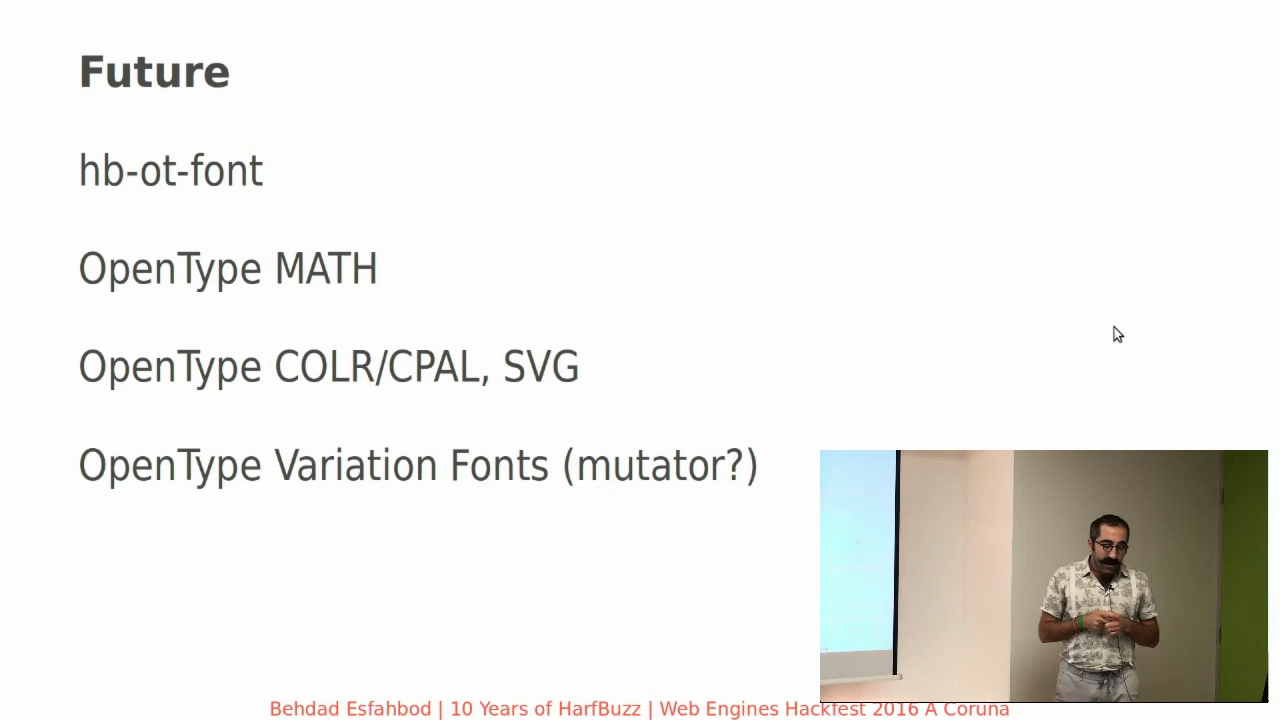 Future
hb-ot-font
OpenType MATH
OpenType COLR/CPAL, SVG
OpenType Variation Fonts (mutator?)
Behdad Esfahbod | 10 Years of HarfBuzz | Web Engines Hackfest 2016 A Coruña